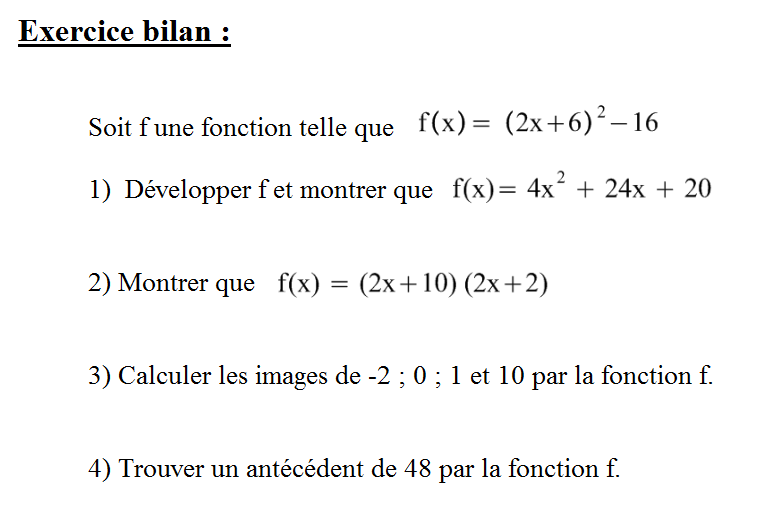 Exercice bilan :
Soit f une fonction telle que f(x)= (2x+6)²−16
1) Développer f et montrer que f(x)= 4x² + 24x + 20
2) Montrer que f(x) = (2x+10) (2x+2)
3) Calculer les images de -2 ; 0 ; 1 et 10 par la fonction f.
4) Trouver un antécédent de 48 par la fonction f.